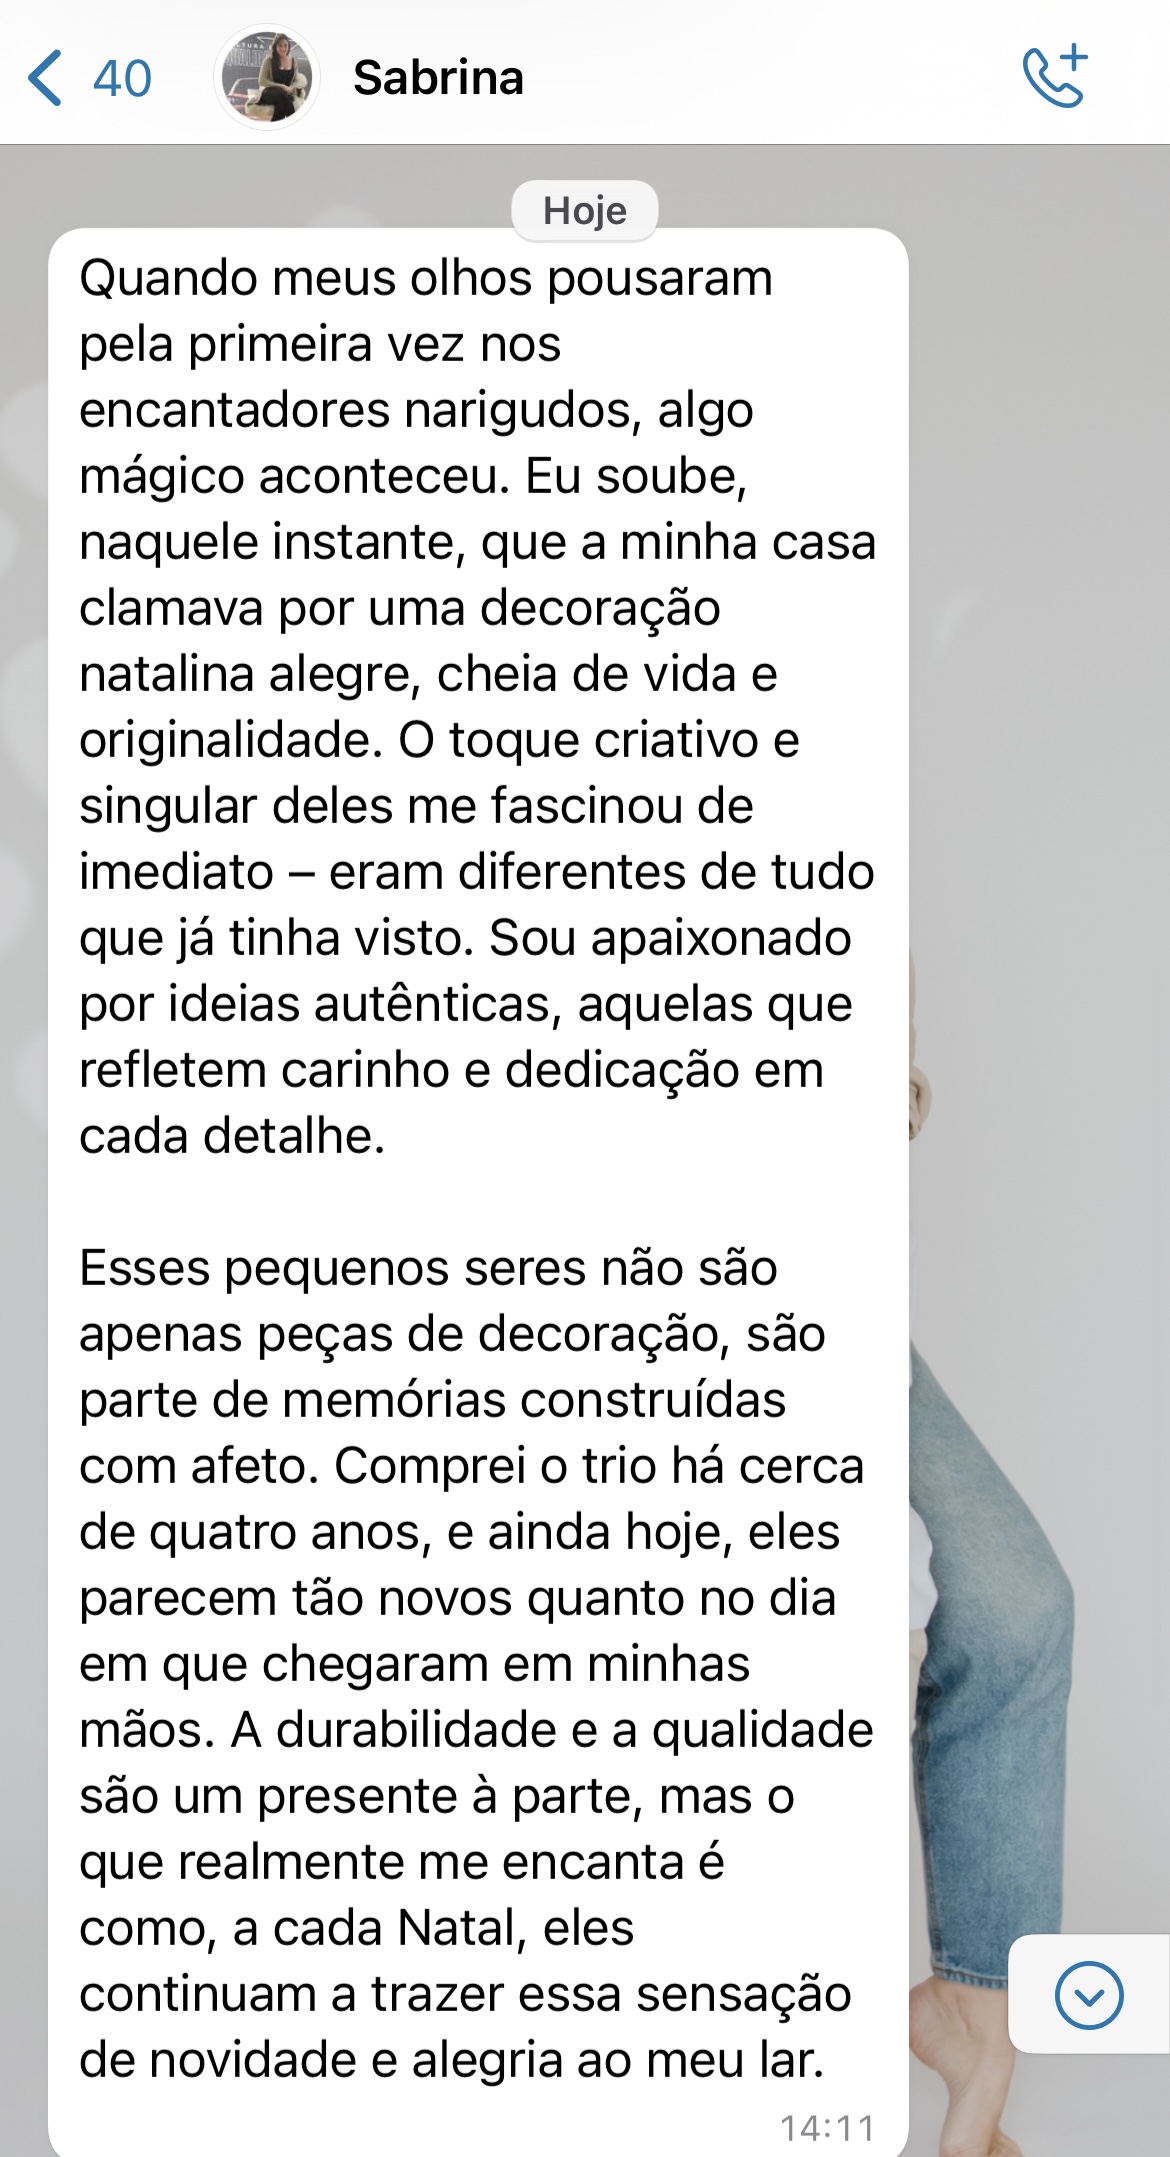 40
Sabrina
Hoje
Quando meus olhos pousaram
pela primeira vez nos
encantadores narigudos, algo
mágico aconteceu. Eu soube,
naquele instante, que a minha casa
clamava por uma decoração
natalina alegre, cheia de vida e
originalidade. O toque criativo e
singular deles me fascinou de
imediato – eram diferentes de tudo
que já tinha visto. Sou apaixonado
por ideias autênticas, aquelas que
refletem carinho e dedicação em
cada detalhe.
Esses pequenos seres não são
apenas peças de decoração, são
parte de memórias construídas
com afeto. Comprei o trio há cerca
de quatro anos, e ainda hoje, eles
parecem tão novos quanto no dia
em que chegaram em minhas
mãos. A durabilidade e a qualidade
são um presente à parte, mas o
que realmente me encanta é
como, a cada Natal, eles
continuam a trazer essa sensação
de novidade e alegria ao meu lar.
14:11